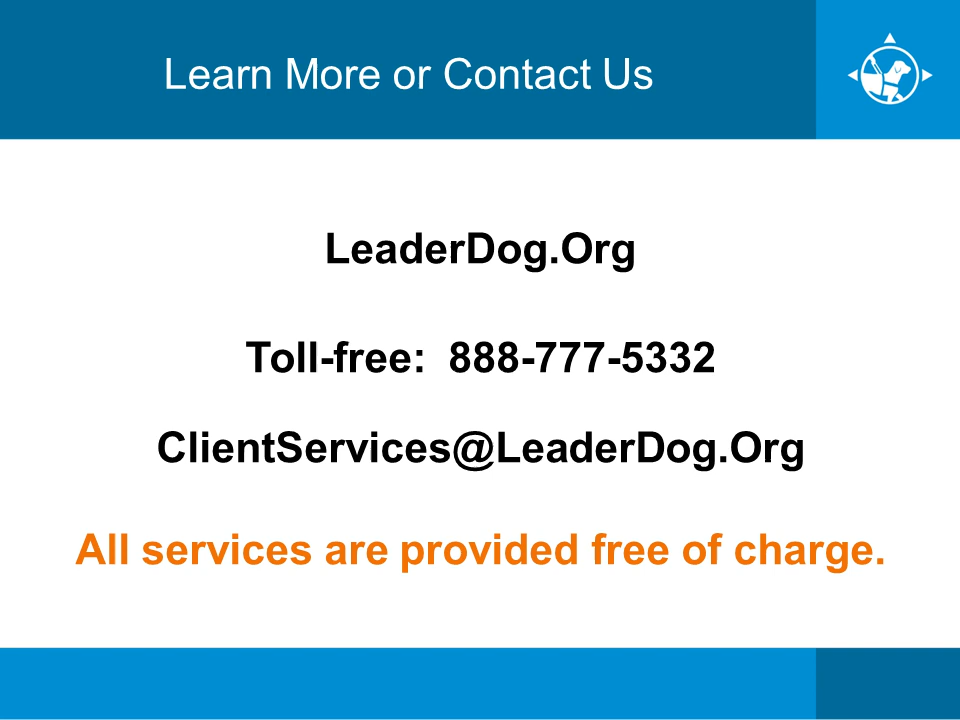 Learn More or Contact Us
LeaderDog.Org
Toll-free:  888-777-5332
ClientServices@LeaderDog.Org
All services are provided free of charge.